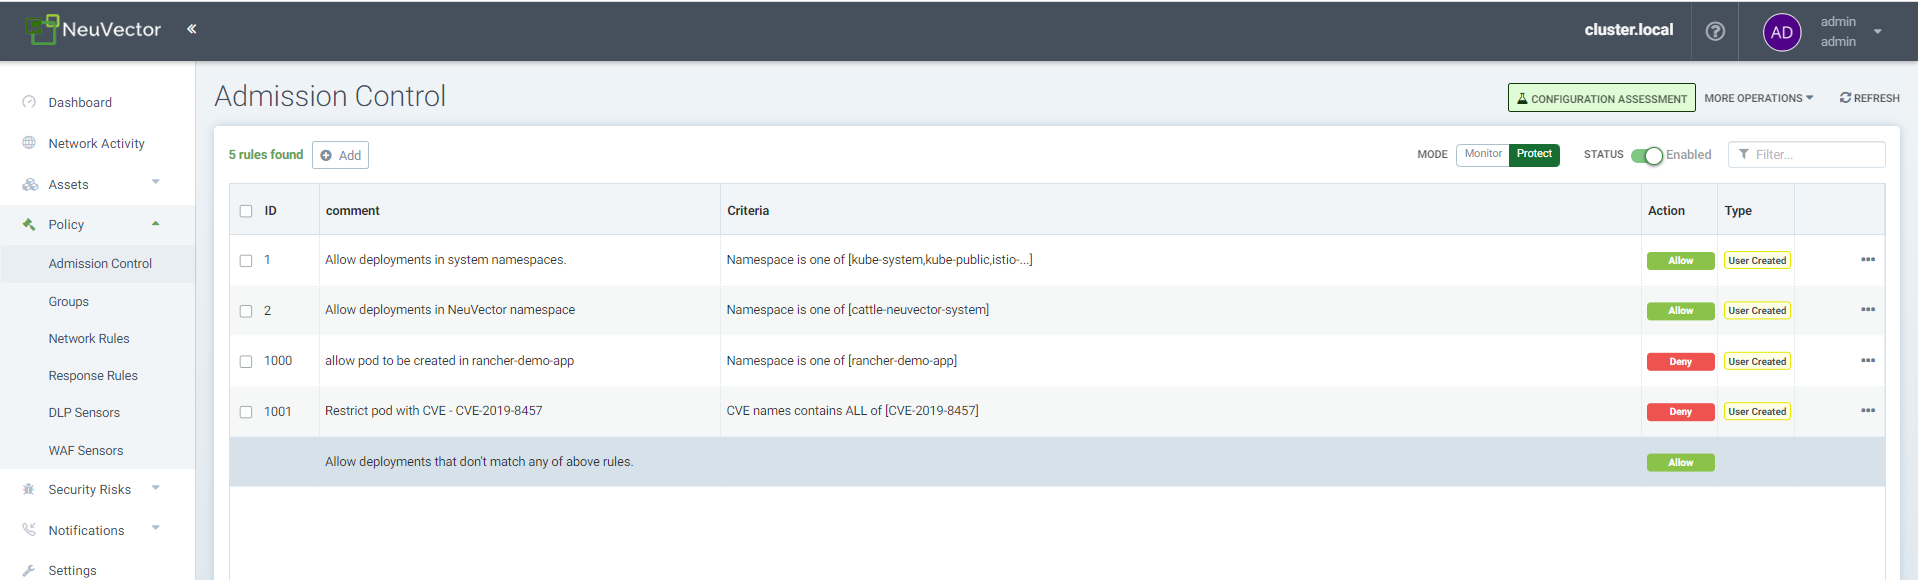 NeuVector «
cluster.local
?
AD
admin
admin
Dashboard
Network Activity
Assets
Policy
Admission Control
Groups
Network Rules
Response Rules
DLP Sensors
WAF Sensors
Security Risks
Notifications
Settings
Admission Control
CONFIGURATION ASSESSMENT MORE OPERATIONS REFRESH
5 rules found Add
MODE Monitor Protect STATUS Enabled Filter...
ID comment Criteria Action Type
1 Allow deployments in system namespaces. Namespace is one of [kube-system,kube-public,istio-...] Allow User Created
2 Allow deployments in NeuVector namespace Namespace is one of [cattle-neuvector-system] Allow User Created
1000 allow pod to be created in rancher-demo-app Namespace is one of [rancher-demo-app] Deny User Created
1001 Restrict pod with CVE - CVE-2019-8457 CVE names contains ALL of [CVE-2019-8457] Deny User Created
Allow deployments that don't match any of above rules. Allow